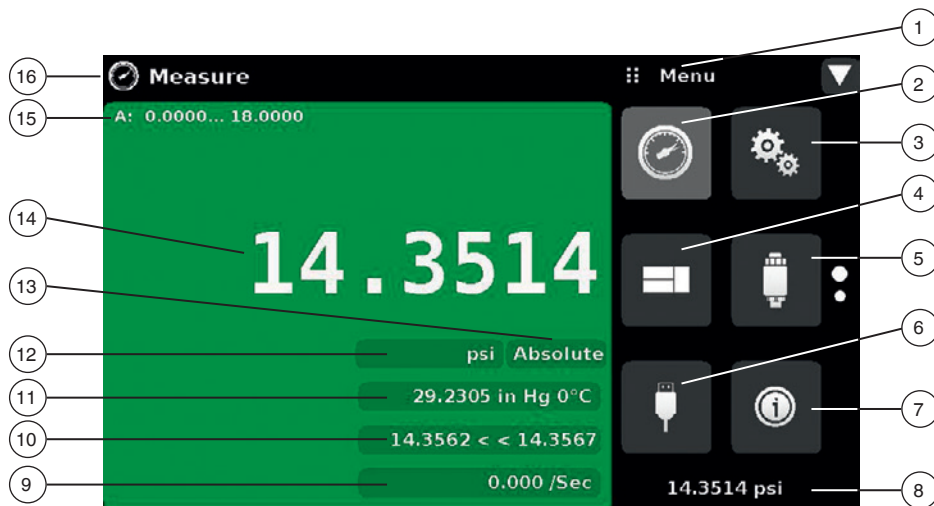 1
16 Measure Menu
2
15 A: 0.0000... 18.0000
3
4
14 14.3514
5
13
6
12 psi Absolute
11 29.2305 in Hg 0°C
7
10 14.3562 < < 14.3567
9 0.000 /Sec
14.3514 psi 8